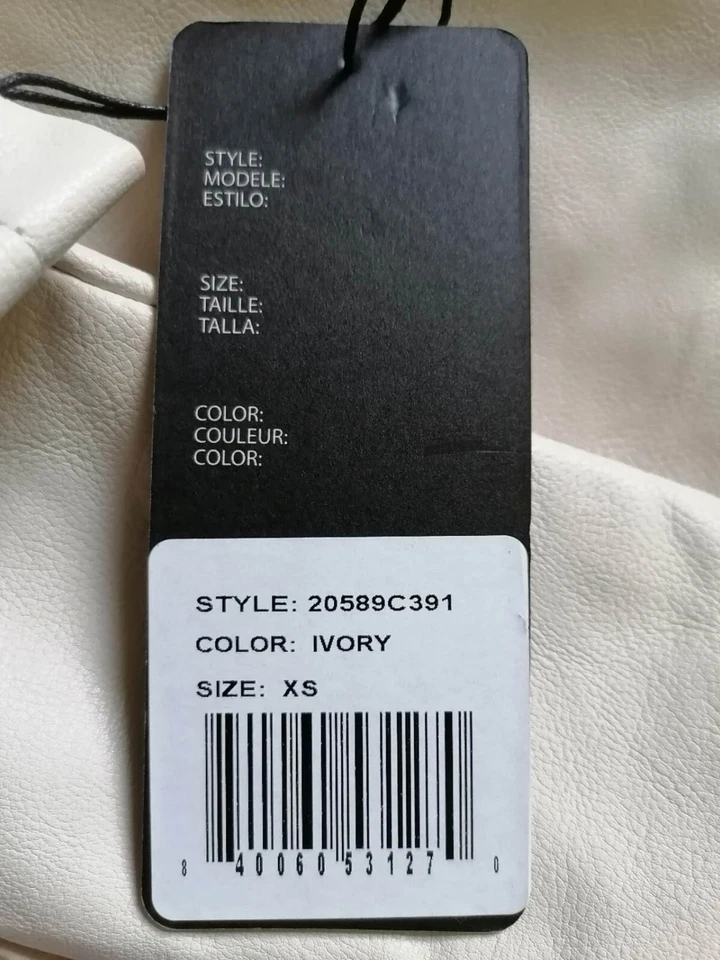 STYLE:
MODELE:
ESTILO:
SIZE:
TAILLE:
TALLA:
COLOR:
COULEUR:
COLOR:
STYLE: 20589C391
COLOR: IVORY
SIZE: XS
8 40060 53127 0